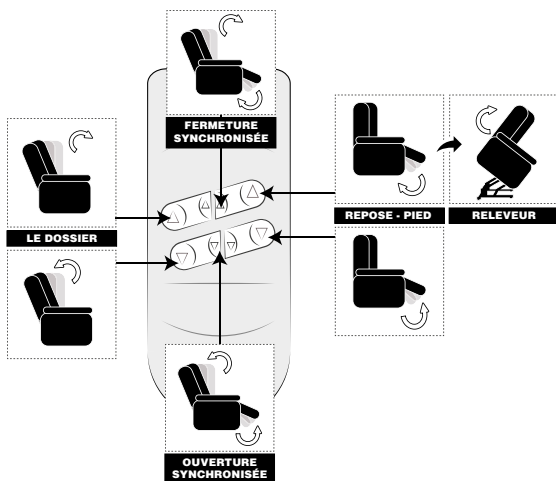 FERMETURE
SYNCHRONISÉE
LE DOSSIER
REPOSE - PIED
RELEVEUR
OUVERTURE
SYNCHRONISÉE